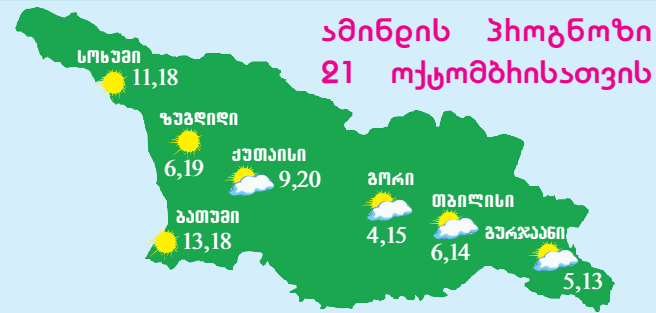 ამინდის პროგნოზი
21 ოქტომბრისათვის
სოხუმი
11,18
ზუგდიდი
6,19
ქუთაისი
9,20
გორი
4,15
თბილისი
6,14
გურჯაანი
5,13
ბათუმი
13,18